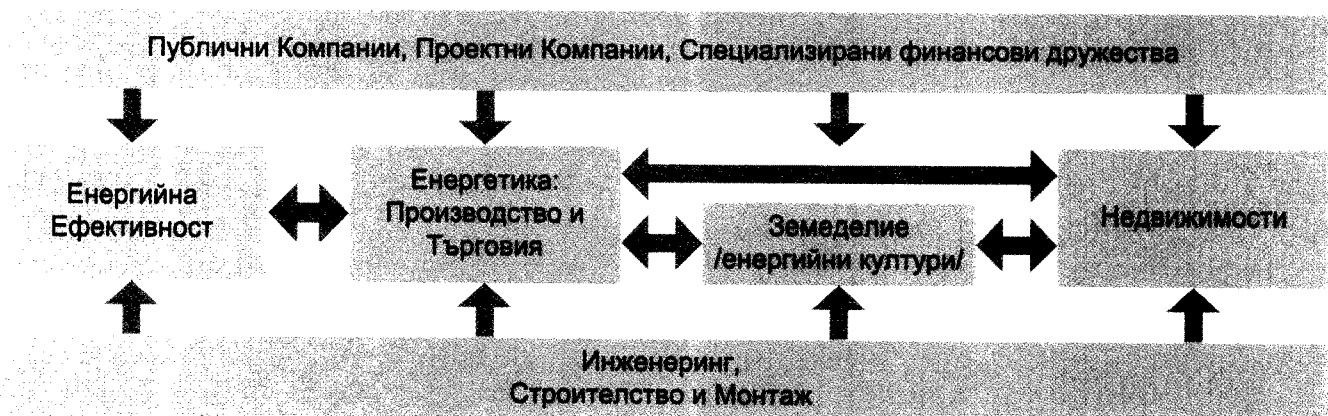 Публични Компании, Проектни Компании, Специализирани финансови дружества
Енергийна
Ефективност
Енергетика:
Производство и
Търговия
Земеделие
/енергийни култури/
Недвижимости
Инженеринг,
Строителство и Монтаж